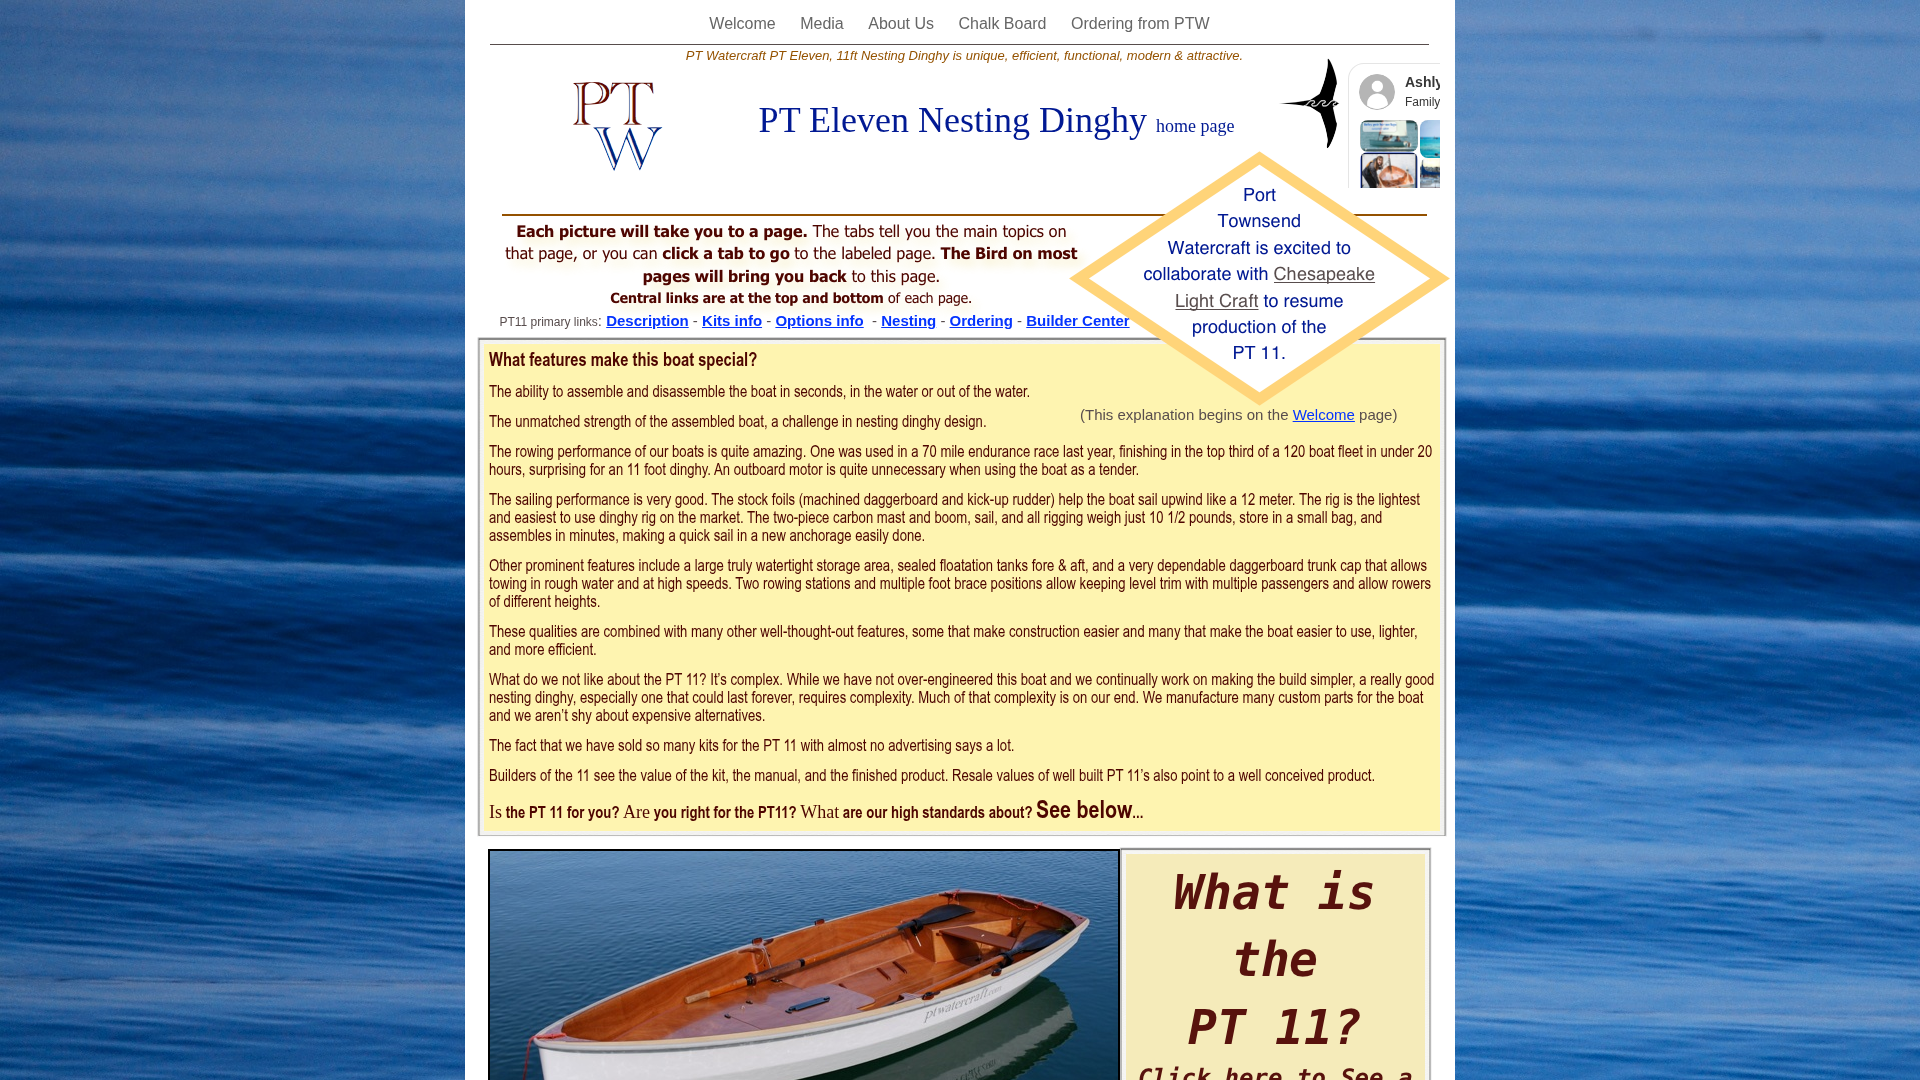 Welcome Media About Us Chalk Board Ordering from PTW
PT Watercraft PT Eleven, 11ft Nesting Dinghy is unique, efficient, functional, modern & attractive.
PT
W
PT Eleven Nesting Dinghy home page
Ashly
Family
Port
Townsend
Watercraft is excited to
collaborate with Chesapeake
Light Craft to resume
production of the
PT 11.
Each picture will take you to a page. The tabs tell you the main topics on
that page, or you can click a tab to go to the labeled page. The Bird on most
pages will bring you back to this page.
Central links are at the top and bottom of each page.
PT11 primary links: Description - Kits info - Options info - Nesting - Ordering - Builder Center
What features make this boat special?
The ability to assemble and disassemble the boat in seconds, in the water or out of the water.
(This explanation begins on the Welcome page)
The unmatched strength of the assembled boat, a challenge in nesting dinghy design.
The rowing performance of our boats is quite amazing. One was used in a 70 mile endurance race last year, finishing in the top third of a 120 boat fleet in under 20
hours, surprising for an 11 foot dinghy. An outboard motor is quite unnecessary when using the boat as a tender.
The sailing performance is very good. The stock foils (machined daggerboard and kick-up rudder) help the boat sail upwind like a 12 meter. The rig is the lightest
and easiest to use dinghy rig on the market. The two-piece carbon mast and boom, sail, and all rigging weigh just 10 1/2 pounds, store in a small bag, and
assembles in minutes, making a quick sail in a new anchorage easily done.
Other prominent features include a large truly watertight storage area, sealed floatation tanks fore & aft, and a very dependable daggerboard trunk cap that allows
towing in rough water and at high speeds. Two rowing stations and multiple foot brace positions allow keeping level trim with multiple passengers and allow rowers
of different heights.
These qualities are combined with many other well-thought-out features, some that make construction easier and many that make the boat easier to use, lighter,
and more efficient.
What do we not like about the PT 11? It’s complex. While we have not over-engineered this boat and we continually work on making the build simpler, a really good
nesting dinghy, especially one that could last forever, requires complexity. Much of that complexity is on our end. We manufacture many custom parts for the boat
and we aren’t shy about expensive alternatives.
The fact that we have sold so many kits for the PT 11 with almost no advertising says a lot.
Builders of the 11 see the value of the kit, the manual, and the finished product. Resale values of well built PT 11’s also point to a well conceived product.
Is the PT 11 for you? Are you right for the PT11? What are our high standards about? See below...
ptwatercraft.com
What is
the
PT 11?
Click here to See a